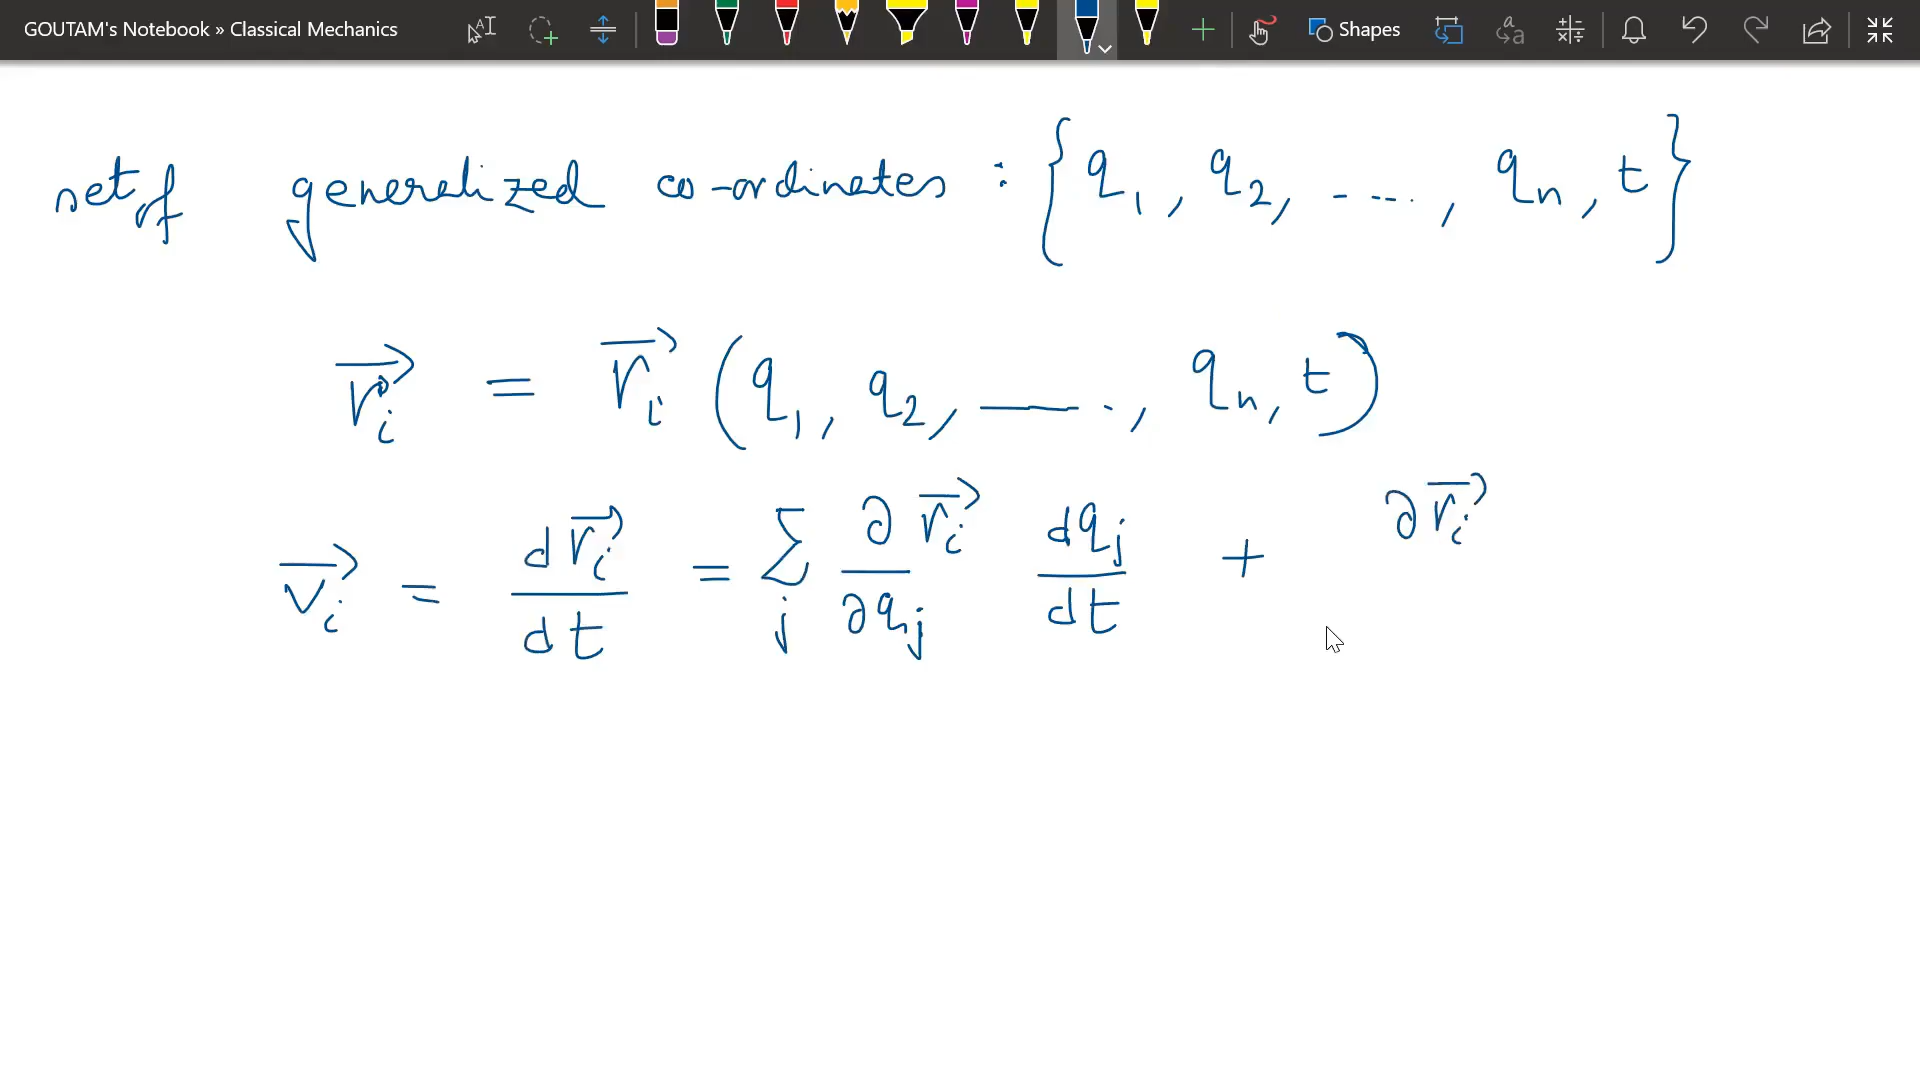 GOUTAM's Notebook » Classical Mechanics Shapes
set of generalized co-ordinates : {q₁, q₂, ----., qₙ, t}
r⃗ᵢ = r⃗ᵢ (q₁, q₂, —–., qₙ, t)
v⃗ᵢ = dr⃗ᵢ/dt = Σⱼ ∂r⃗ᵢ/∂qⱼ dqⱼ/dt + ∂r⃗ᵢ